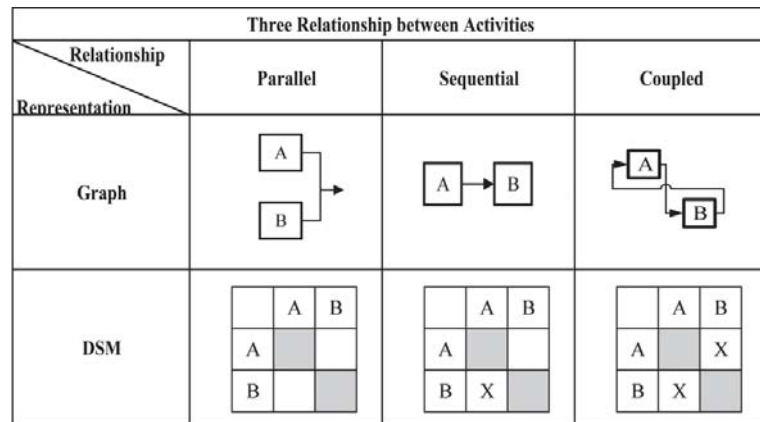 Three Relationship between Activities
Relationship
Representation
Parallel
Sequential
Coupled
Graph
A
B
A B
A
B
DSM
A B
A
B
A B
A
B X
A B
A X
B X